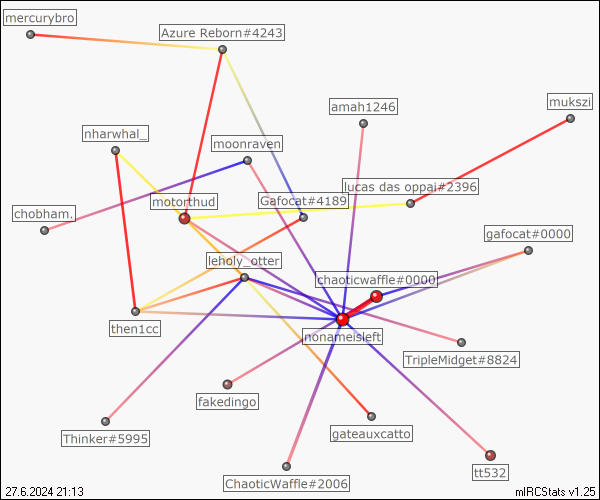 mercurybro
Azure Reborn#4243
amah1246
mukszi
nharwhal_
moonraven
lucas das oppai#2396
motorthud
Gafocat#4189
chobham.
gafocat#0000
leholy_otter
chaoticwaffle#0000
then1cc
nonameisleft
TripleMidget#8824
fakedingo
gateauxcatto
Thinker#5995
tt532
ChaoticWaffle#2006
27.6.2024 21:13
mIRCStats v1.25